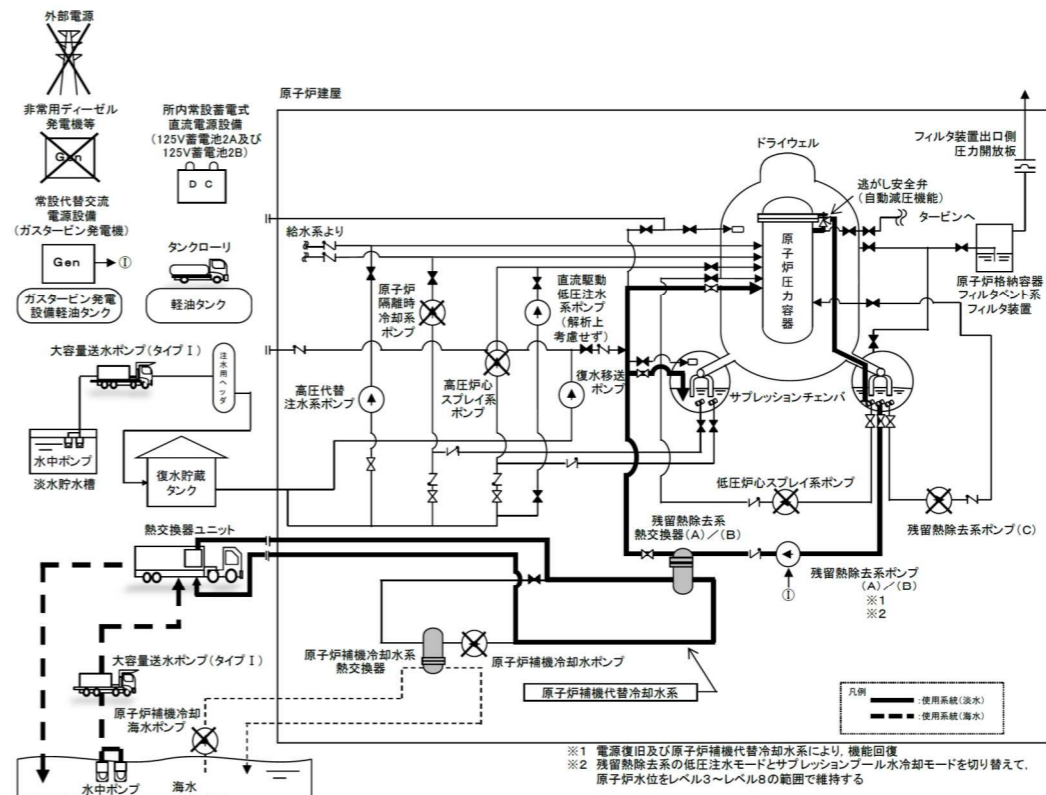 外部電源
非常用ディーゼル
発電機等
Gen
所内常設蓄電式
直流電源設備
(125V蓄電池2A及び
125V蓄電池2B)
D C
常設代替交流
電源設備
(ガスタービン発電機)
Gen
Ⓘ
ガスタービン発電
設備軽油タンク
タンクローリ
軽油タンク
大容量送水ポンプ(タイプⅠ)
注水用ヘッダ
水中ポンプ
淡水貯水槽
復水貯蔵
タンク
原子炉建屋
給水系より
高圧代替
注水系ポンプ
原子炉
隔離時
冷却系
ポンプ
高圧炉心
スプレイ系
ポンプ
直流駆動
低圧注水
系ポンプ
(解析上
考慮せず)
復水移送
ポンプ
ドライウェル
原子炉圧力容器
逃がし安全弁
(自動減圧機能)
タービンへ
フィルタ装置出口側
圧力開放板
原子炉格納容器
フィルタベント系
フィルタ装置
サプレッションチェンバ
低圧炉心スプレイ系ポンプ
残留熱除去系ポンプ(C)
残留熱除去系
熱交換器(A)/(B)
残留熱除去系ポンプ
(A)/(B)
※1
※2
Ⓘ
熱交換器ユニット
大容量送水ポンプ(タイプⅠ)
原子炉補機冷却
海水ポンプ
水中ポンプ
海水
原子炉補機冷却水系
熱交換器
原子炉補機冷却水ポンプ
原子炉補機代替冷却水系
凡例
:使用系統(淡水)
:使用系統(海水)
※1 電源復旧及び原子炉補機代替冷却水系により, 機能回復
※2 残留熱除去系の低圧注水モードとサプレッションプール水冷却モードを切り替えて,
原子炉水位をレベル3~レベル8の範囲で維持する